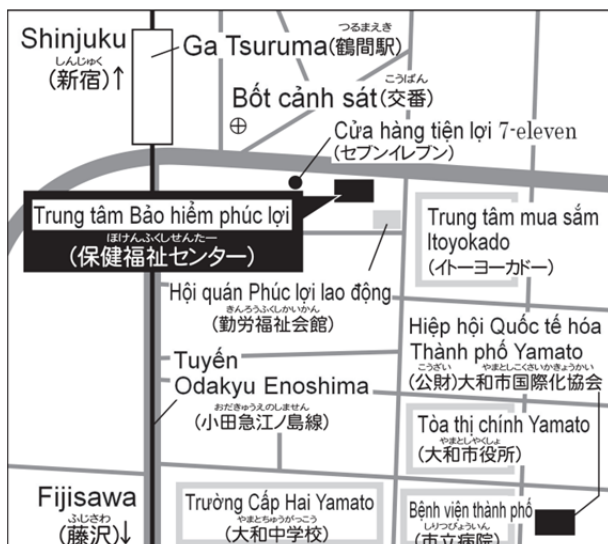 Shinjuku
しんじゅく
（新宿）↑
つるまえき
Ga Tsuruma（鶴間駅）
こうばん
Bốt cảnh sát（交番）
Cửa hàng tiện lợi 7-eleven
（セブンイレブン）
Trung tâm Bảo hiểm phúc lợi
ほけんふくしせんたー
（保健福祉センター）
Trung tâm mua sắm
Itoyokado
（イトーヨーカドー）
Hội quán Phúc lợi lao động
きんろうふくしかいかん
（勤労福祉会館）
Hiệp hội Quốc tế hóa
Thành phố Yamato
こうざい やまとしこくさいかきょうかい
（公財）大和市国際化協会
Tuyến
Odakyu Enoshima
おだきゅうえのしません
（小田急江ノ島線）
Tòa thị chính Yamato
やまとしやくしょ
（大和市役所）
Fijisawa
ふじさわ
（藤沢）↓
Trường Cấp Hai Yamato
やまとちゅうがっこう
（大和中学校）
Bệnh viện thành phố
しりつびょういん
（市立病院）